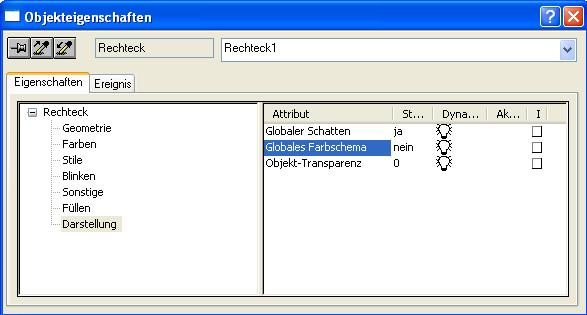 Objekteigenschaften
Rechteck Rechteck1
Eigenschaften Ereignis
Rechteck
Geometrie
Farben
Stile
Blinken
Sonstige
Füllen
Darstellung
Attribut St... Dyna... Ak... I
Globaler Schatten ja
Globales Farbschema nein
Objekt-Transparenz 0